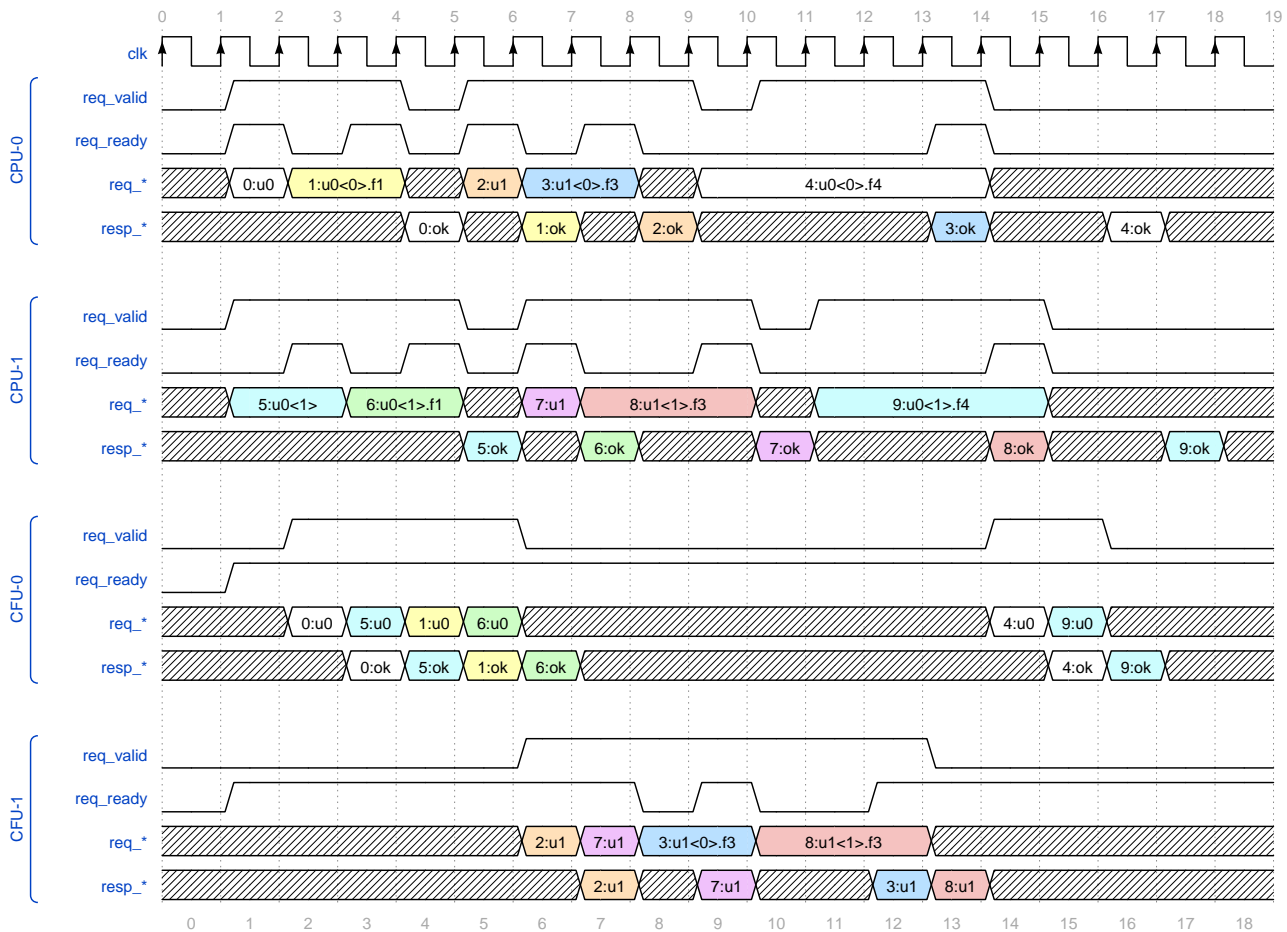 0 1 2 3 4 5 6 7 8 9 10 11 12 13 14 15 16 17 18 19
clk
CPU-0
req_valid
req_ready
req_* 0:u0 1:u0<0>.f1 2:u1 3:u1<0>.f3 4:u0<0>.f4
resp_* 0:ok 1:ok 2:ok 3:ok 4:ok
CPU-1
req_valid
req_ready
req_* 5:u0<1> 6:u0<1>.f1 7:u1 8:u1<1>.f3 9:u0<1>.f4
resp_* 5:ok 6:ok 7:ok 8:ok 9:ok
CFU-0
req_valid
req_ready
req_* 0:u0 5:u0 1:u0 6:u0 4:u0 9:u0
resp_* 0:ok 5:ok 1:ok 6:ok 4:ok 9:ok
CFU-1
req_valid
req_ready
req_* 2:u1 7:u1 3:u1<0>.f3 8:u1<1>.f3
resp_* 2:u1 7:u1 3:u1 8:u1
0 1 2 3 4 5 6 7 8 9 10 11 12 13 14 15 16 17 18